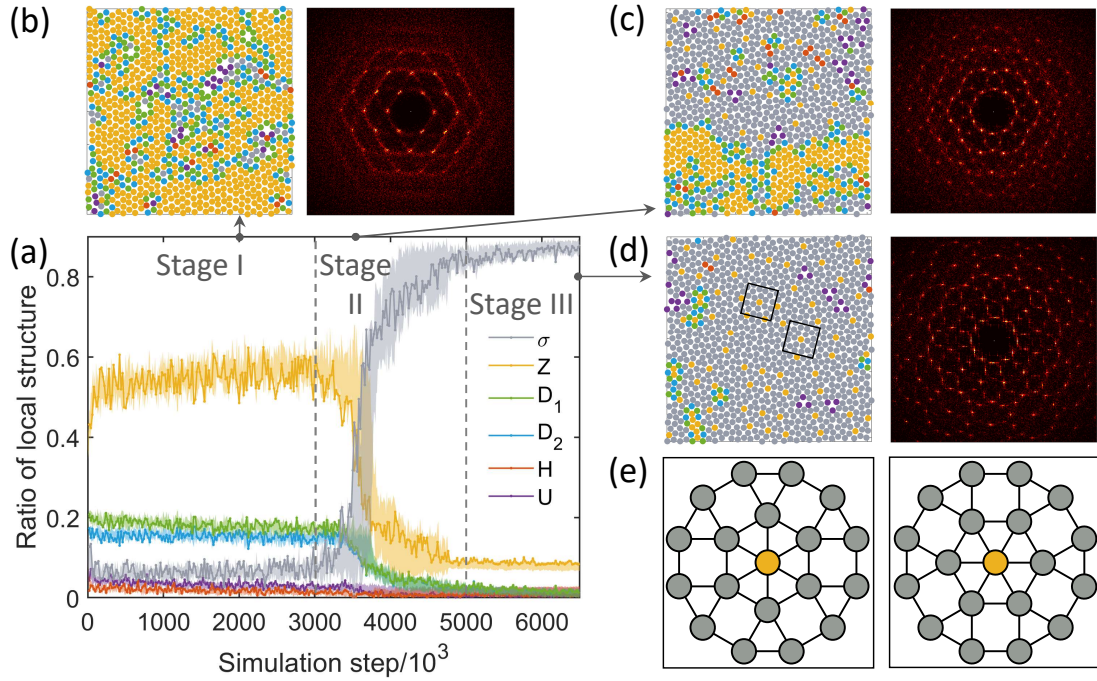 (b)
(c)
(a)
Stage I
Stage
II
Stage III
(d)
σ
Z
D1
D2
H
U
0.8
0.6
0.4
0.2
0
Ratio of local structure
0
1000
2000
3000
4000
5000
6000
Simulation step/10³
(e)